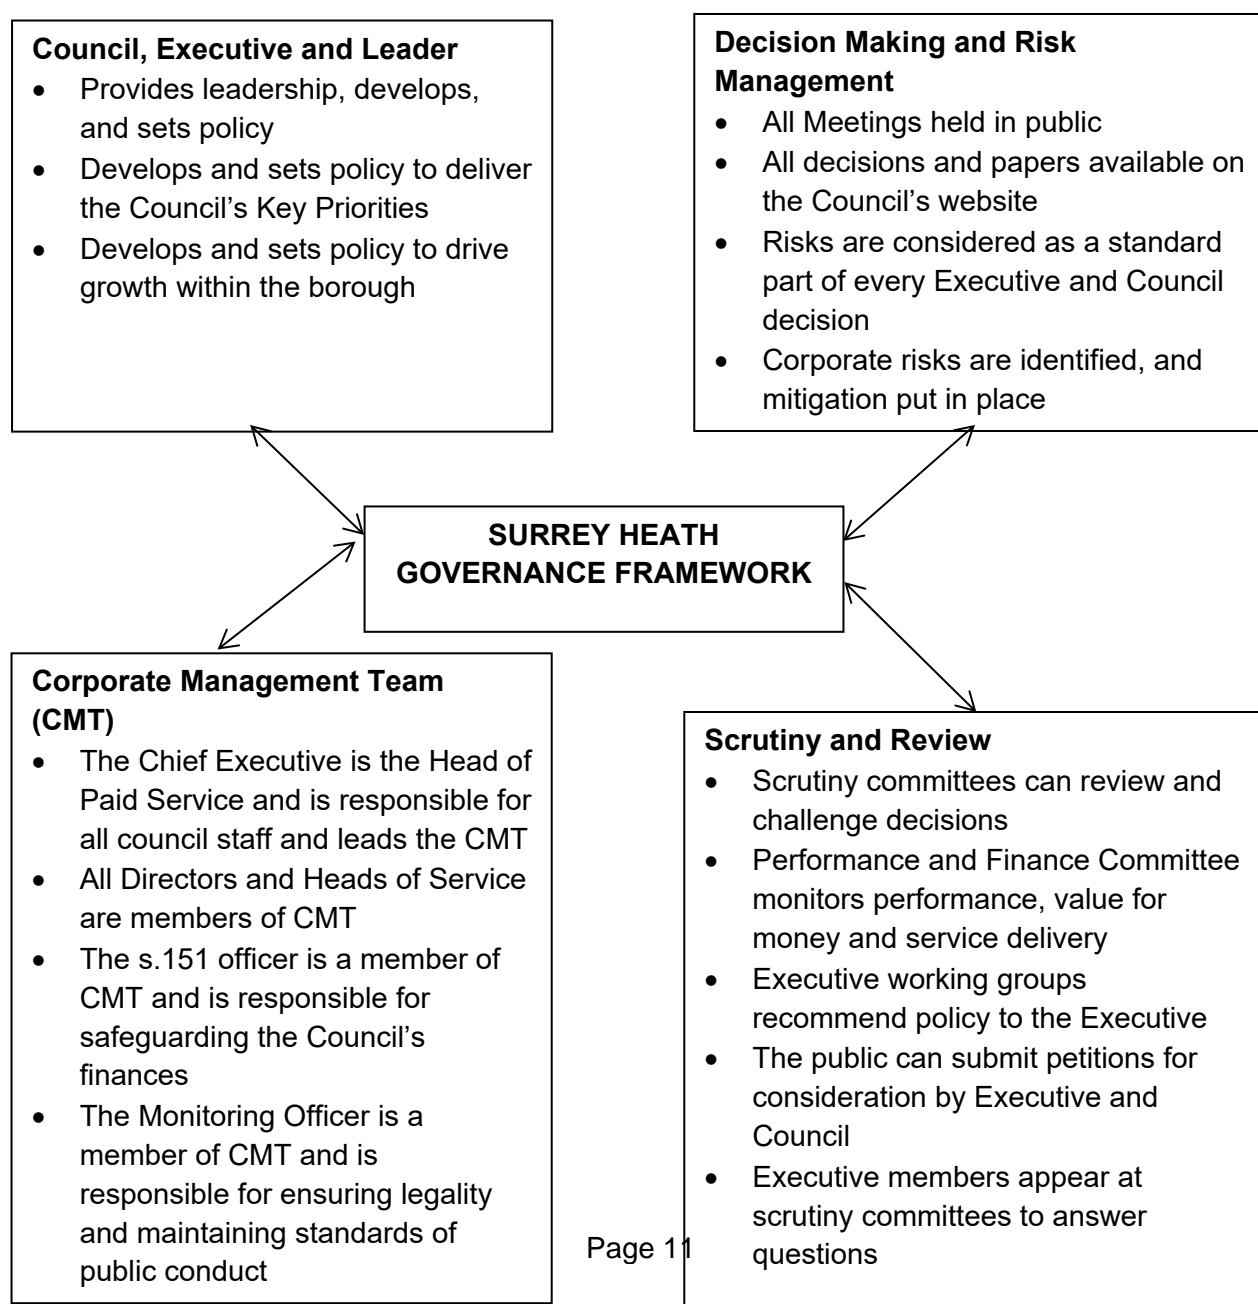 Council, Executive and Leader
• Provides leadership, develops,
and sets policy
• Develops and sets policy to deliver
the Council’s Key Priorities
• Develops and sets policy to drive
growth within the borough
Decision Making and Risk
Management
• All Meetings held in public
• All decisions and papers available on
the Council’s website
• Risks are considered as a standard
part of every Executive and Council
decision
• Corporate risks are identified, and
mitigation put in place
SURREY HEATH
GOVERNANCE FRAMEWORK
Corporate Management Team
(CMT)
• The Chief Executive is the Head of
Paid Service and is responsible for
all council staff and leads the CMT
• All Directors and Heads of Service
are members of CMT
• The s.151 officer is a member of
CMT and is responsible for
safeguarding the Council’s
finances
• The Monitoring Officer is a
member of CMT and is
responsible for ensuring legality
and maintaining standards of
public conduct
Scrutiny and Review
• Scrutiny committees can review and
challenge decisions
• Performance and Finance Committee
monitors performance, value for
money and service delivery
• Executive working groups
recommend policy to the Executive
• The public can submit petitions for
consideration by Executive and
Council
• Executive members appear at
scrutiny committees to answer
questions
Page 11